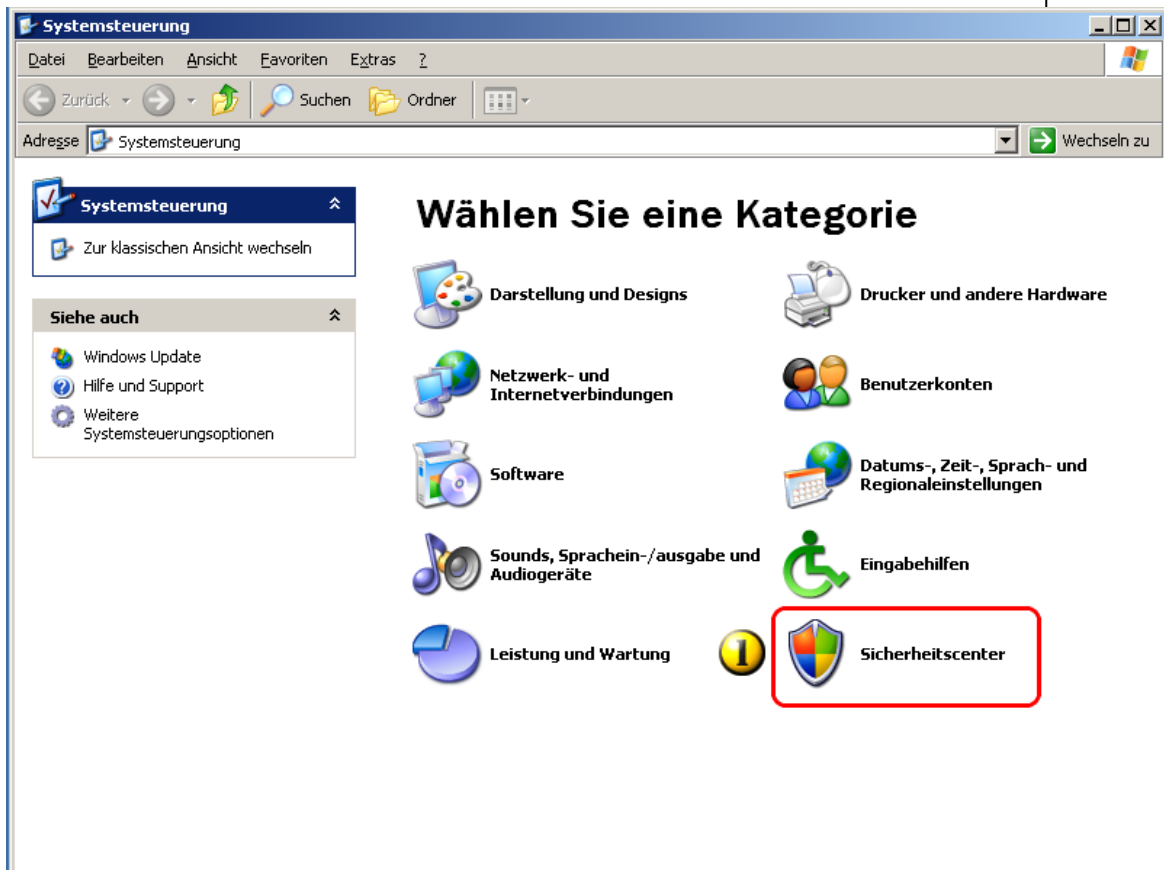 Systemsteuerung
Datei Bearbeiten Ansicht Favoriten Extras ?
Zurück Suchen Ordner
Adresse Systemsteuerung Wechseln zu
Systemsteuerung
Zur klassischen Ansicht wechseln
Siehe auch
Windows Update
Hilfe und Support
Weitere
Systemsteuerungsoptionen
Wählen Sie eine Kategorie
Darstellung und Designs
Drucker und andere Hardware
Netzwerk- und
Internetverbindungen
Benutzerkonten
Software
Datums-, Zeit-, Sprach- und
Regionaleinstellungen
Sounds, Sprachein-/ausgabe und
Audiogeräte
Eingabehilfen
Leistung und Wartung
1
Sicherheitscenter